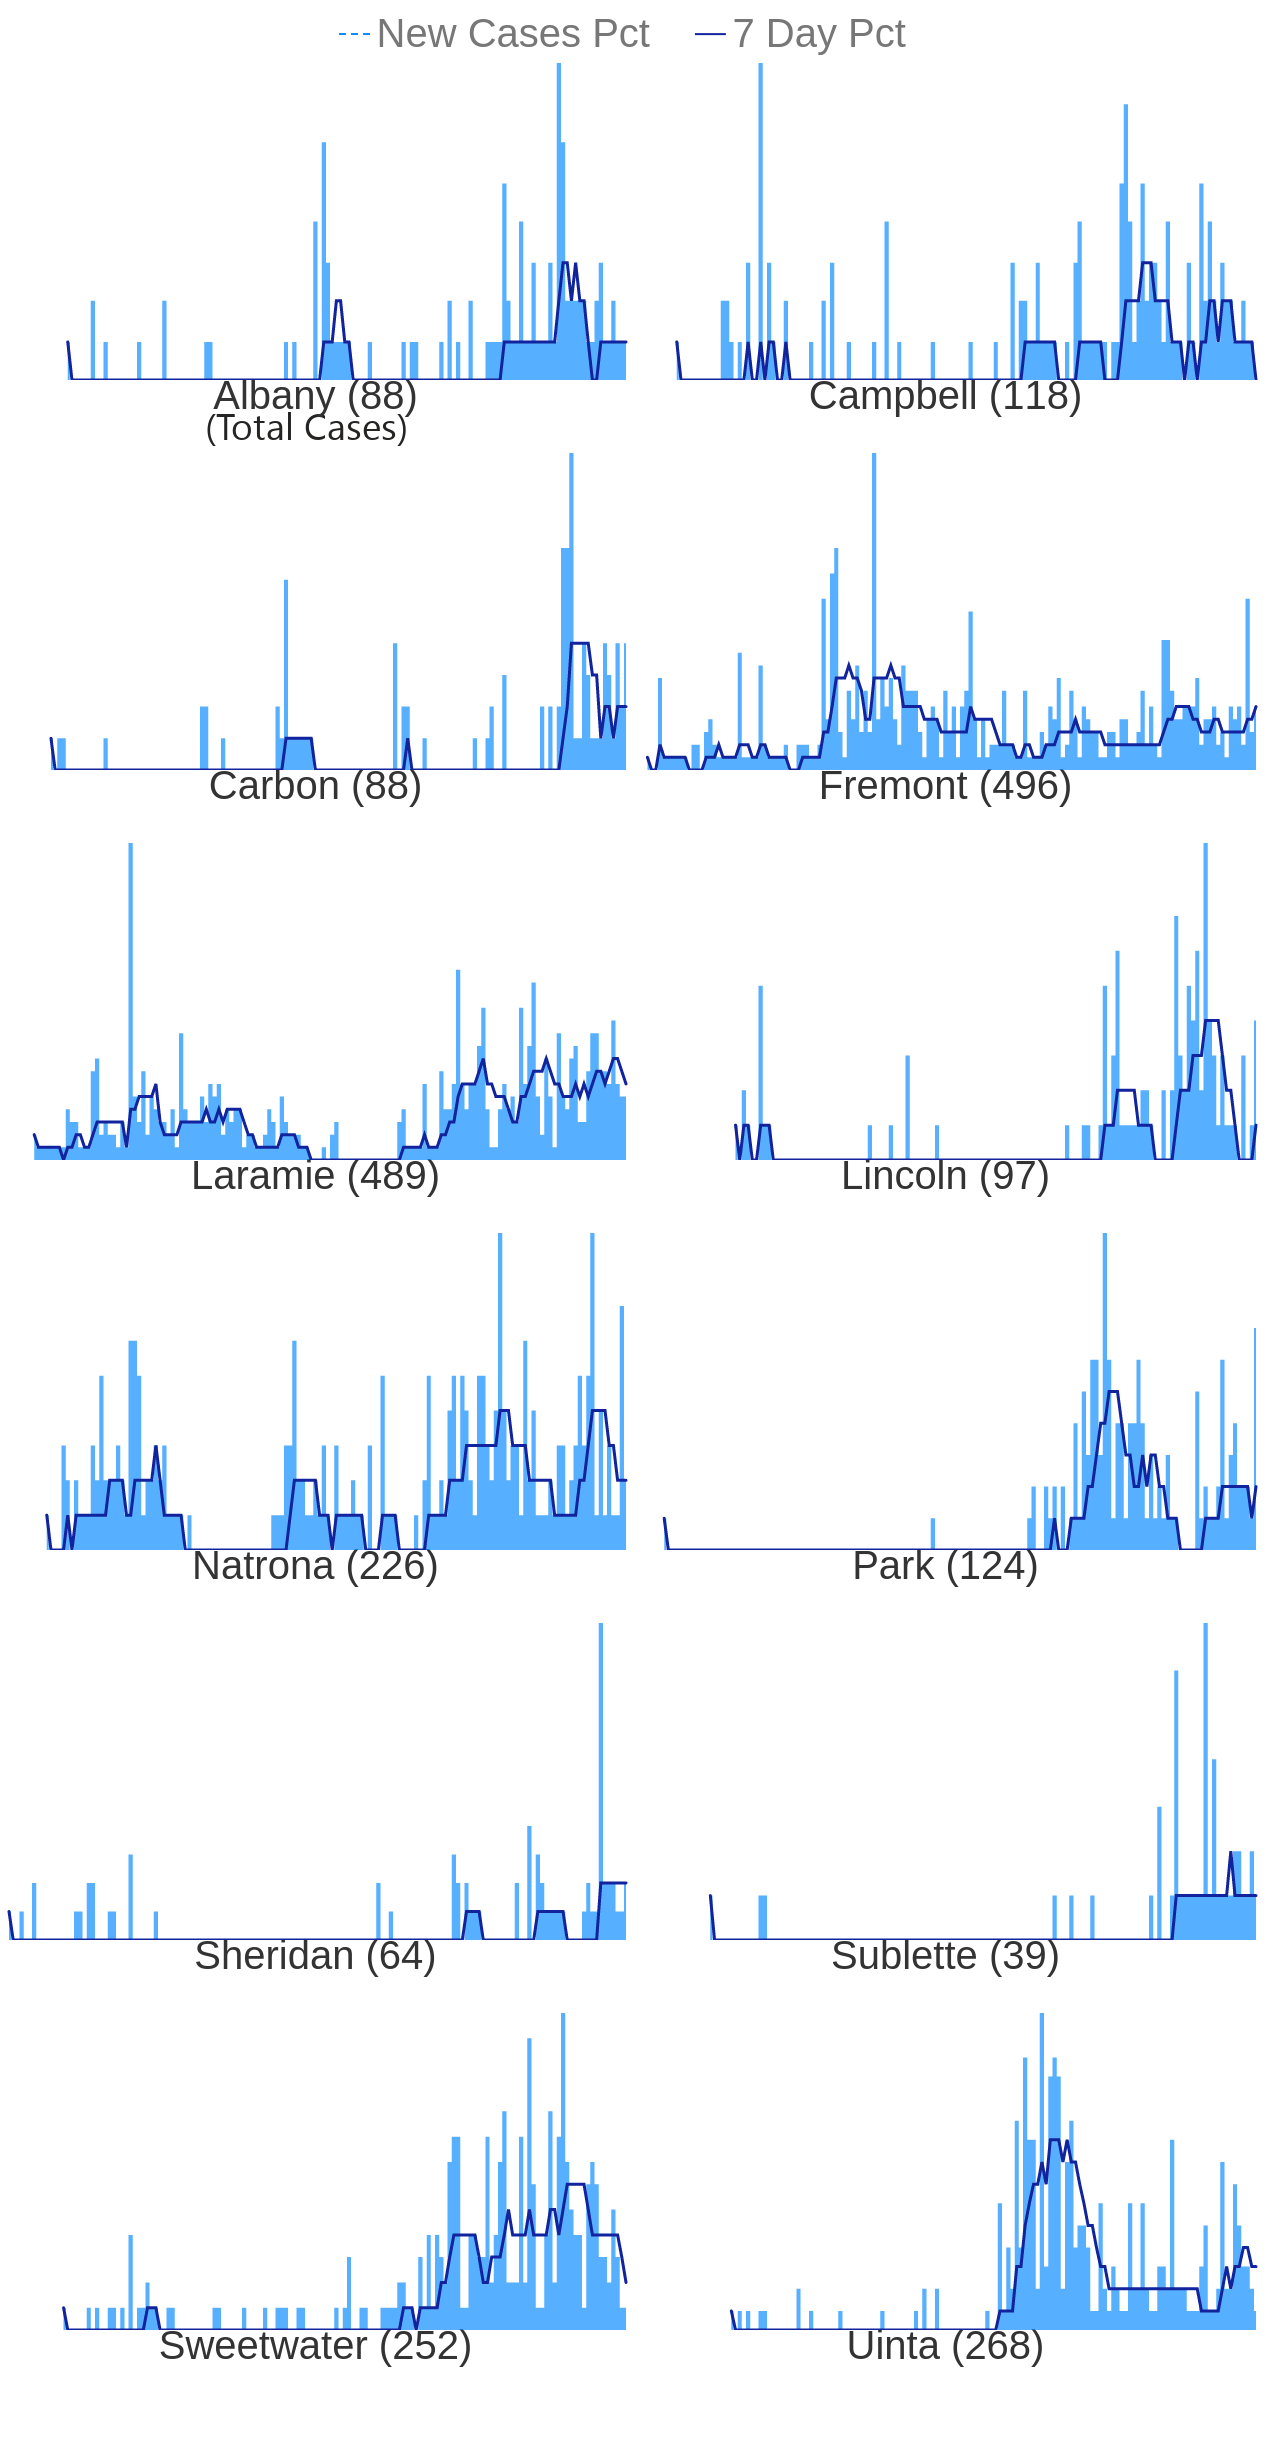 New Cases Pct 7 Day Pct
Albany (88) Campbell (118)
(Total Cases)
Carbon (88) Fremont (496)
Laramie (489) Lincoln (97)
Natrona (226) Park (124)
Sheridan (64) Sublette (39)
Sweetwater (252) Uinta (268)